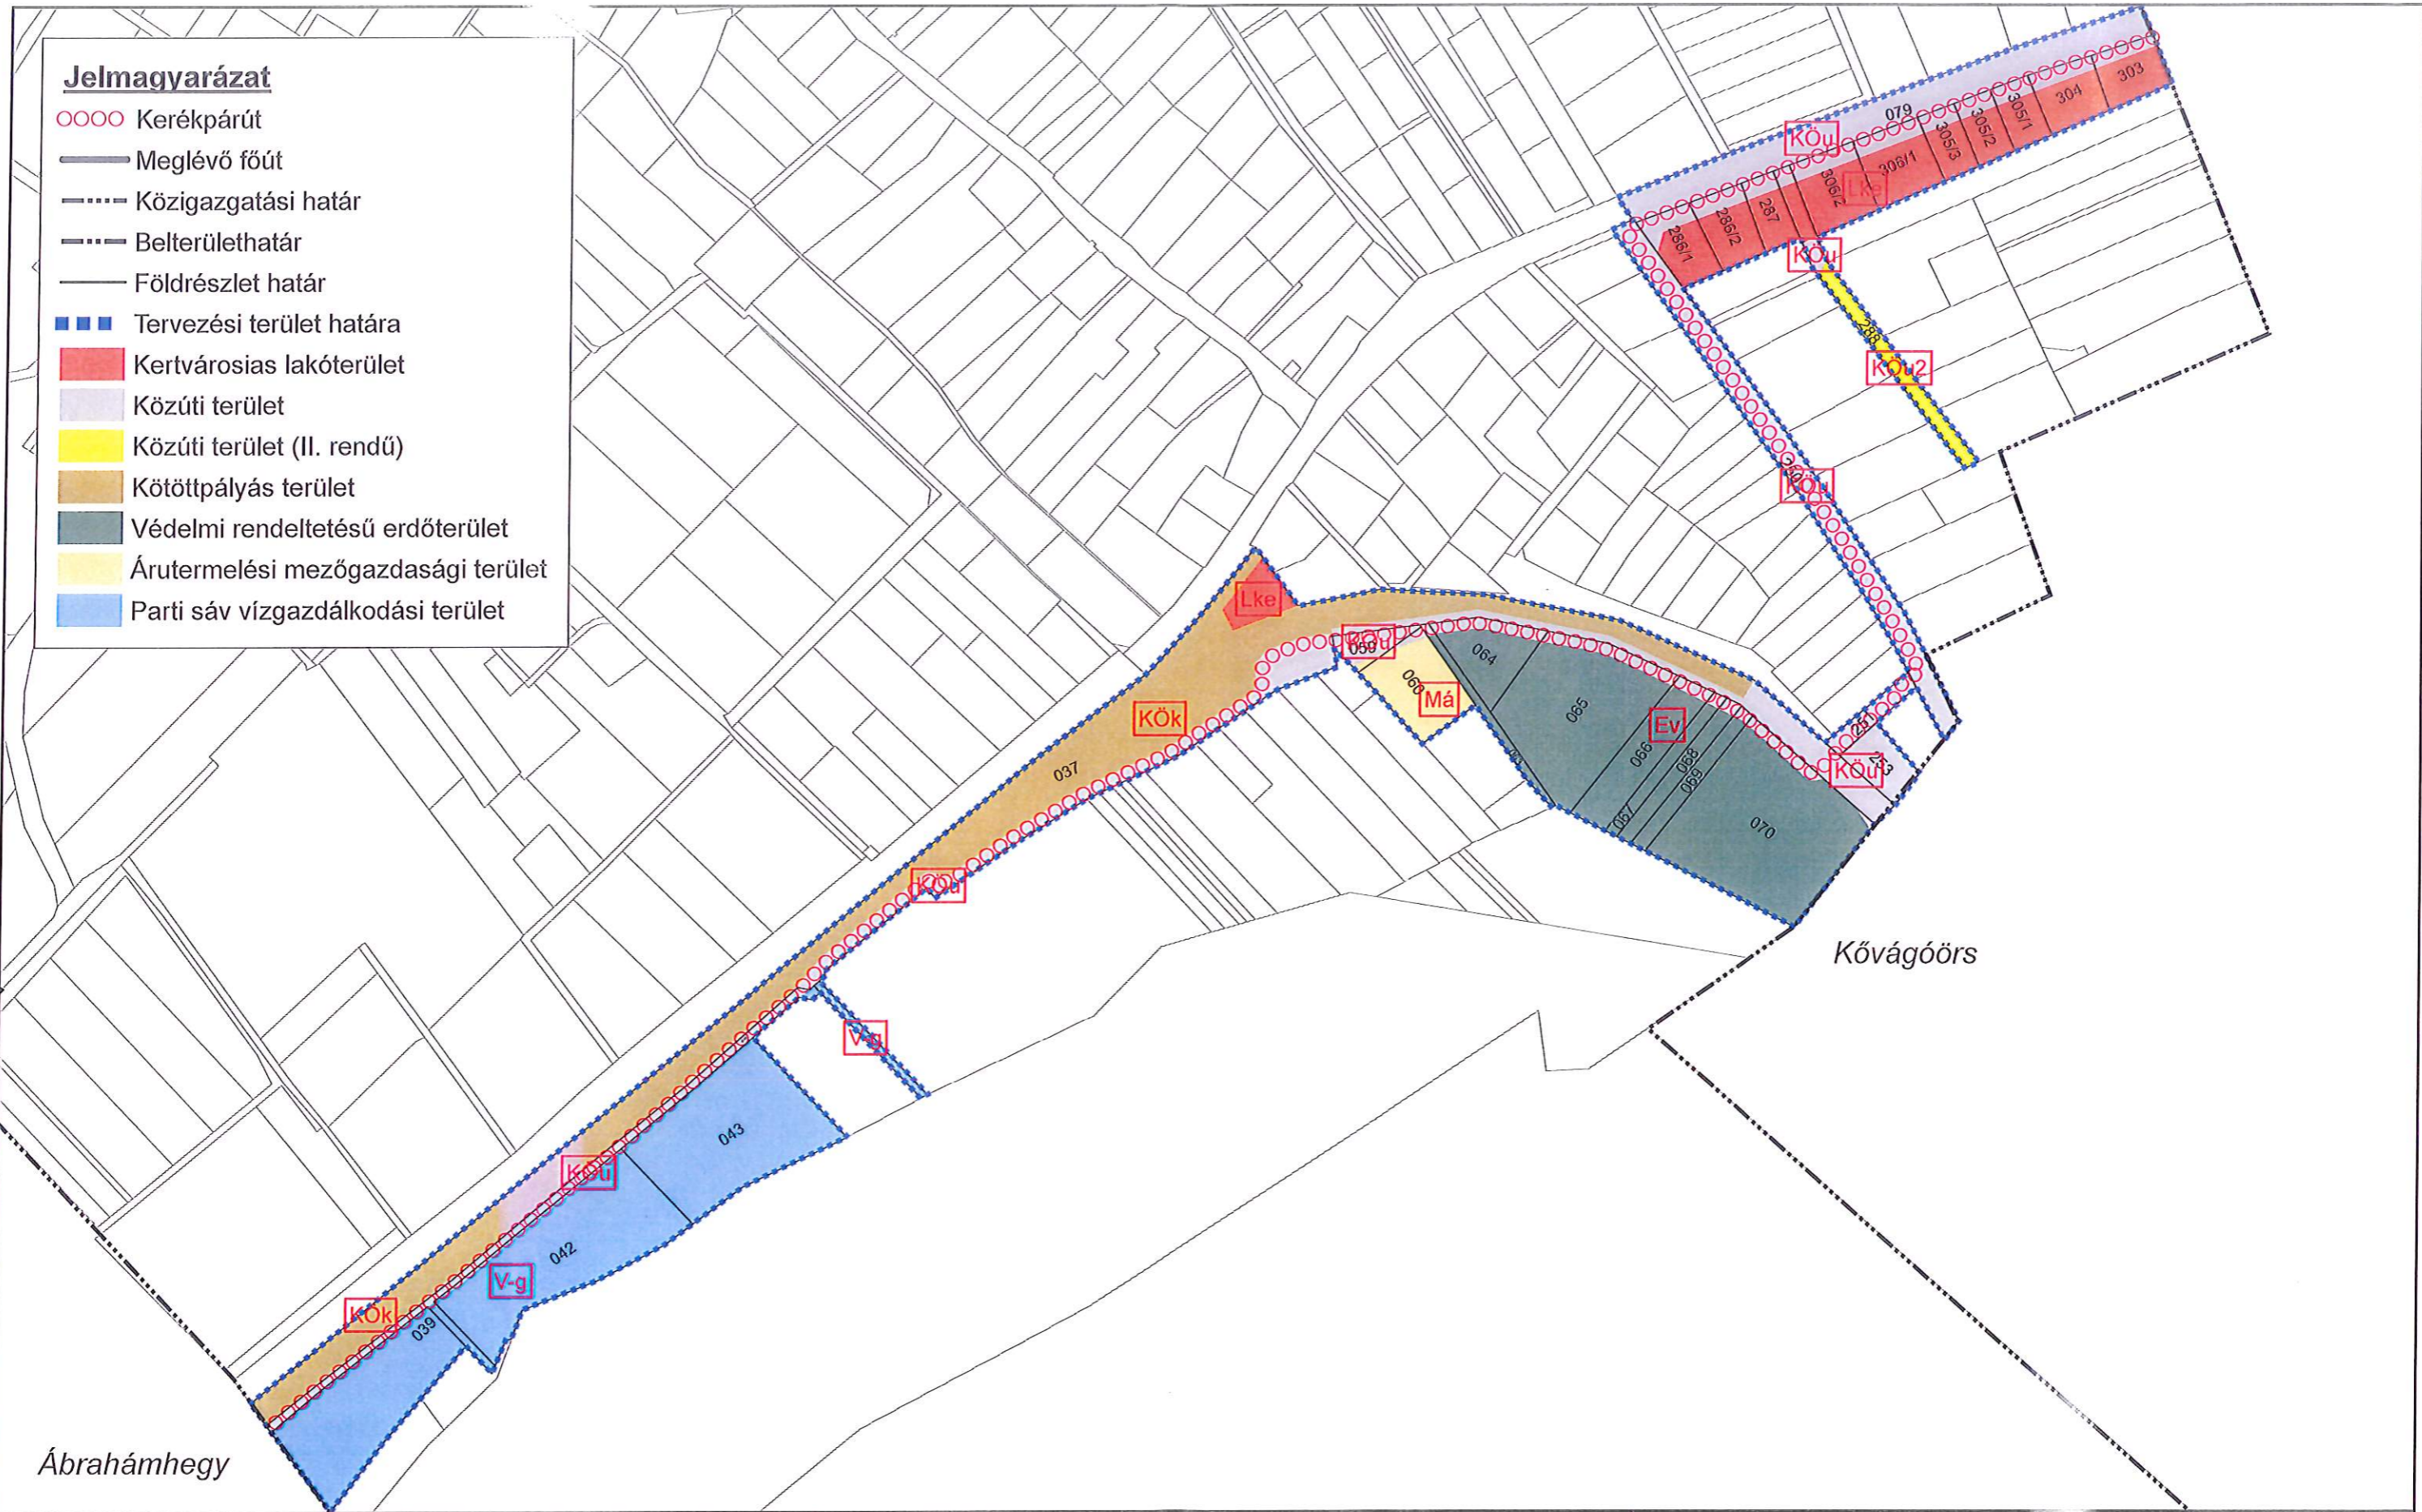 Jelmagyarázat
Kerékpárút
Meglévő főút
Közigazgatási határ
Belterülethatár
Földrészlet határ
Tervezési terület határa
Kertvárosias lakóterület
Közúti terület
Közúti terület (II. rendű)
Kötöttpályás terület
Védelmi rendeltetésű erdőterület
Árutermelési mezőgazdasági terület
Parti sáv vízgazdálkodási terület
303
304
305/1
305/2
305/3
079
KÖu
306/1
Lke
306/2
287
286/2
286/1
KÖu
288
KÖu2
KÖu
Lke
KÖu
059
060
Má
064
065
Ev
066
067
068
069
070
251
253
KÖu
KÖk
037
KÖu
V-g
043
KÖu
042
V-g
KÖk
039
Kővágóörs
Ábrahámhegy